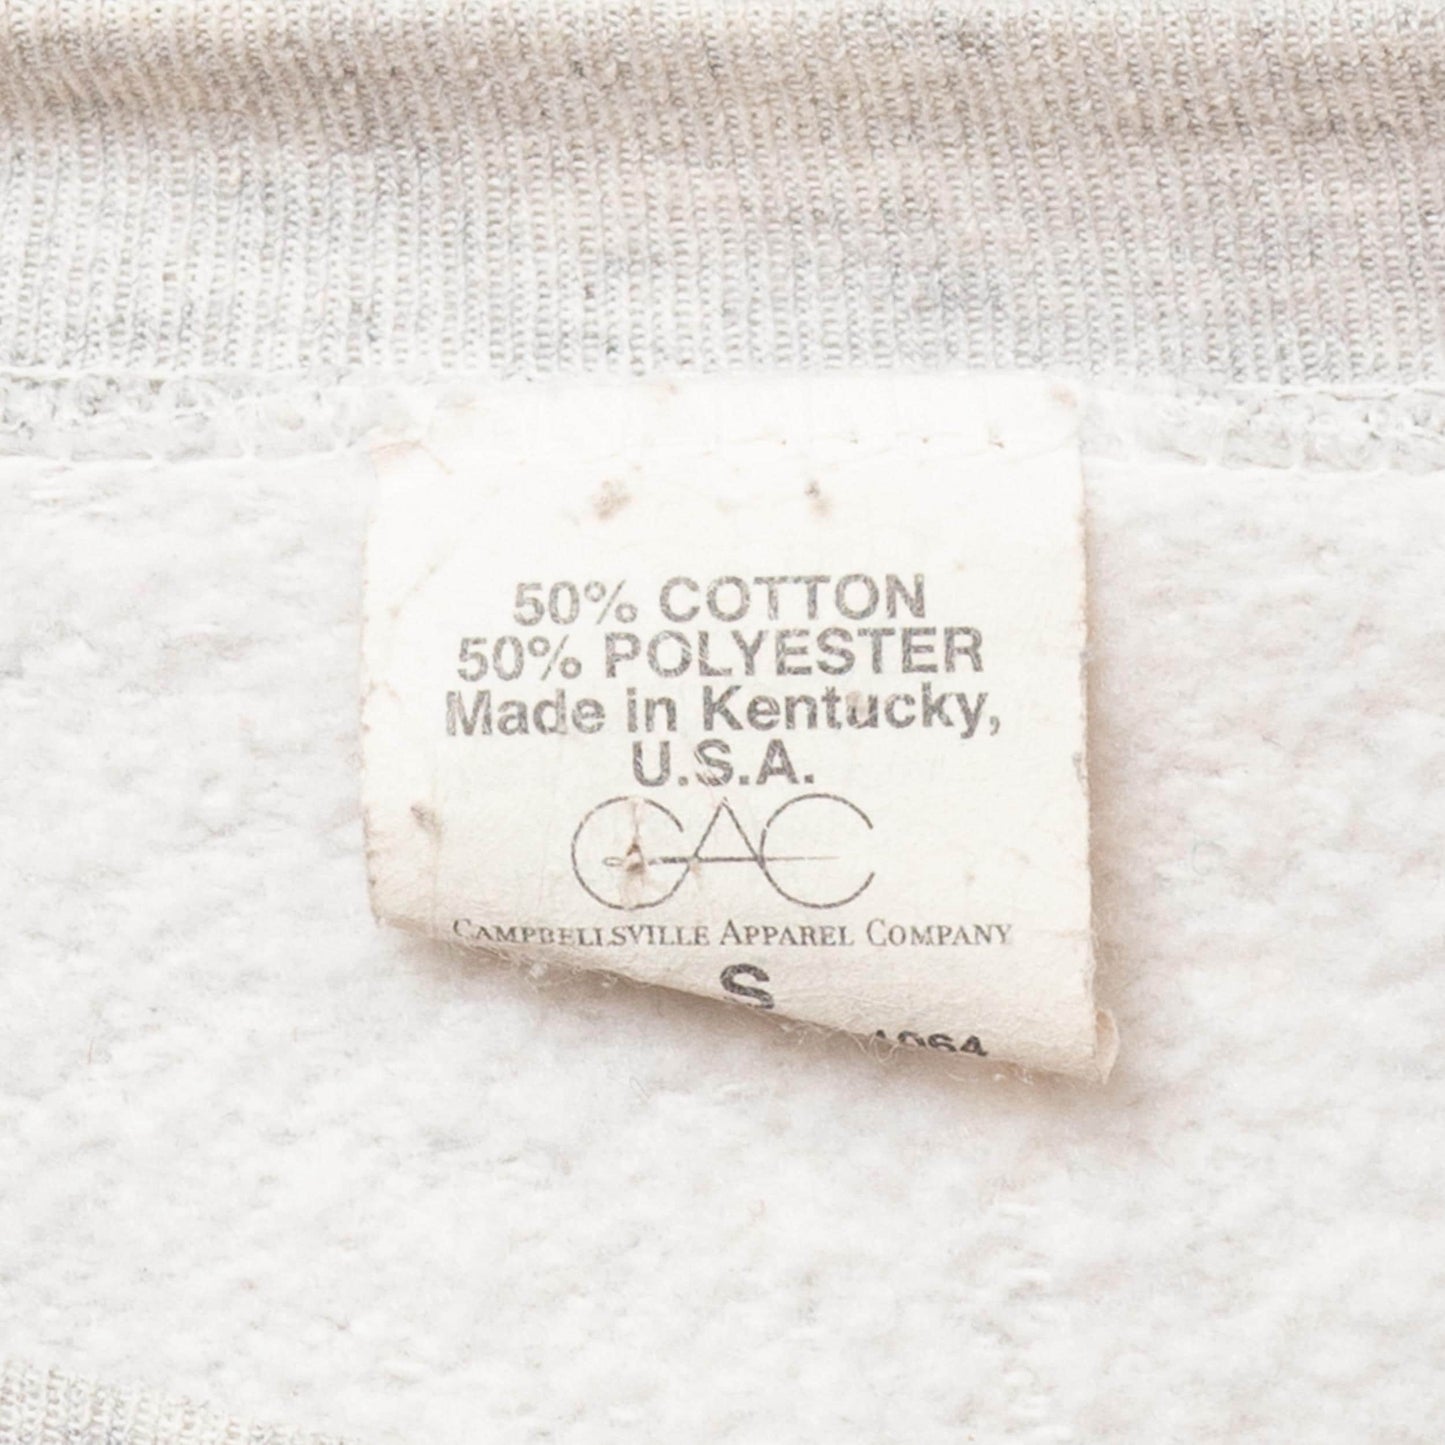 50% COTTON
50% POLYESTER
Made in Kentucky,
U.S.A.
CAC
CAMPBELLSVILLE APPAREL COMPANY
S